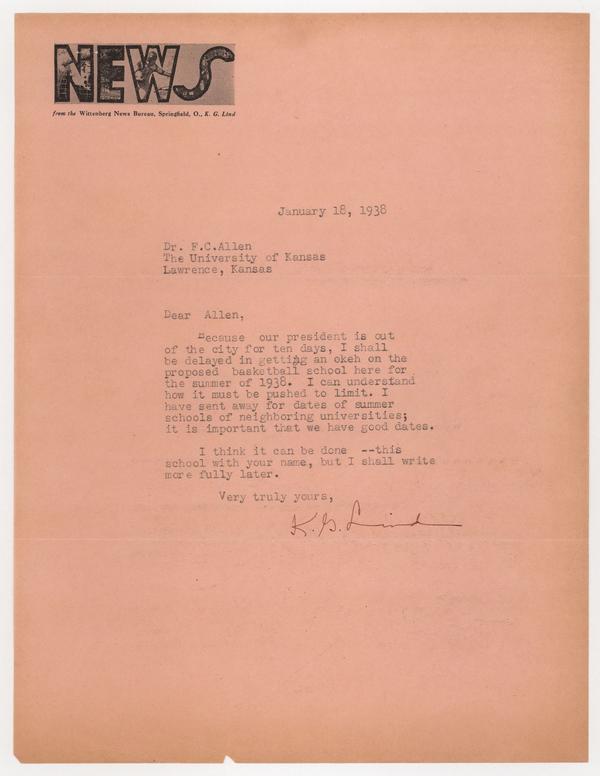 NEWS
from the Wittenberg News Bureau, Springfield, O., K. G. Lind
January 18, 1938
Dr. F.C.Allen
The University of Kansas
Lawrence, Kansas
Dear Allen,
Because our president is out
of the city for ten days, I shall
be delayed in getting an okeh on the
proposed basketball school here for
the summer of 1938. I can understand
how it must be pushed to limit. I
have sent away for dates of summer
schools of neighboring universities;
it is important that we have good dates.
I think it can be done --this
school with your name, but I shall write
more fully later.
Very truly yours,
K. G. Lind